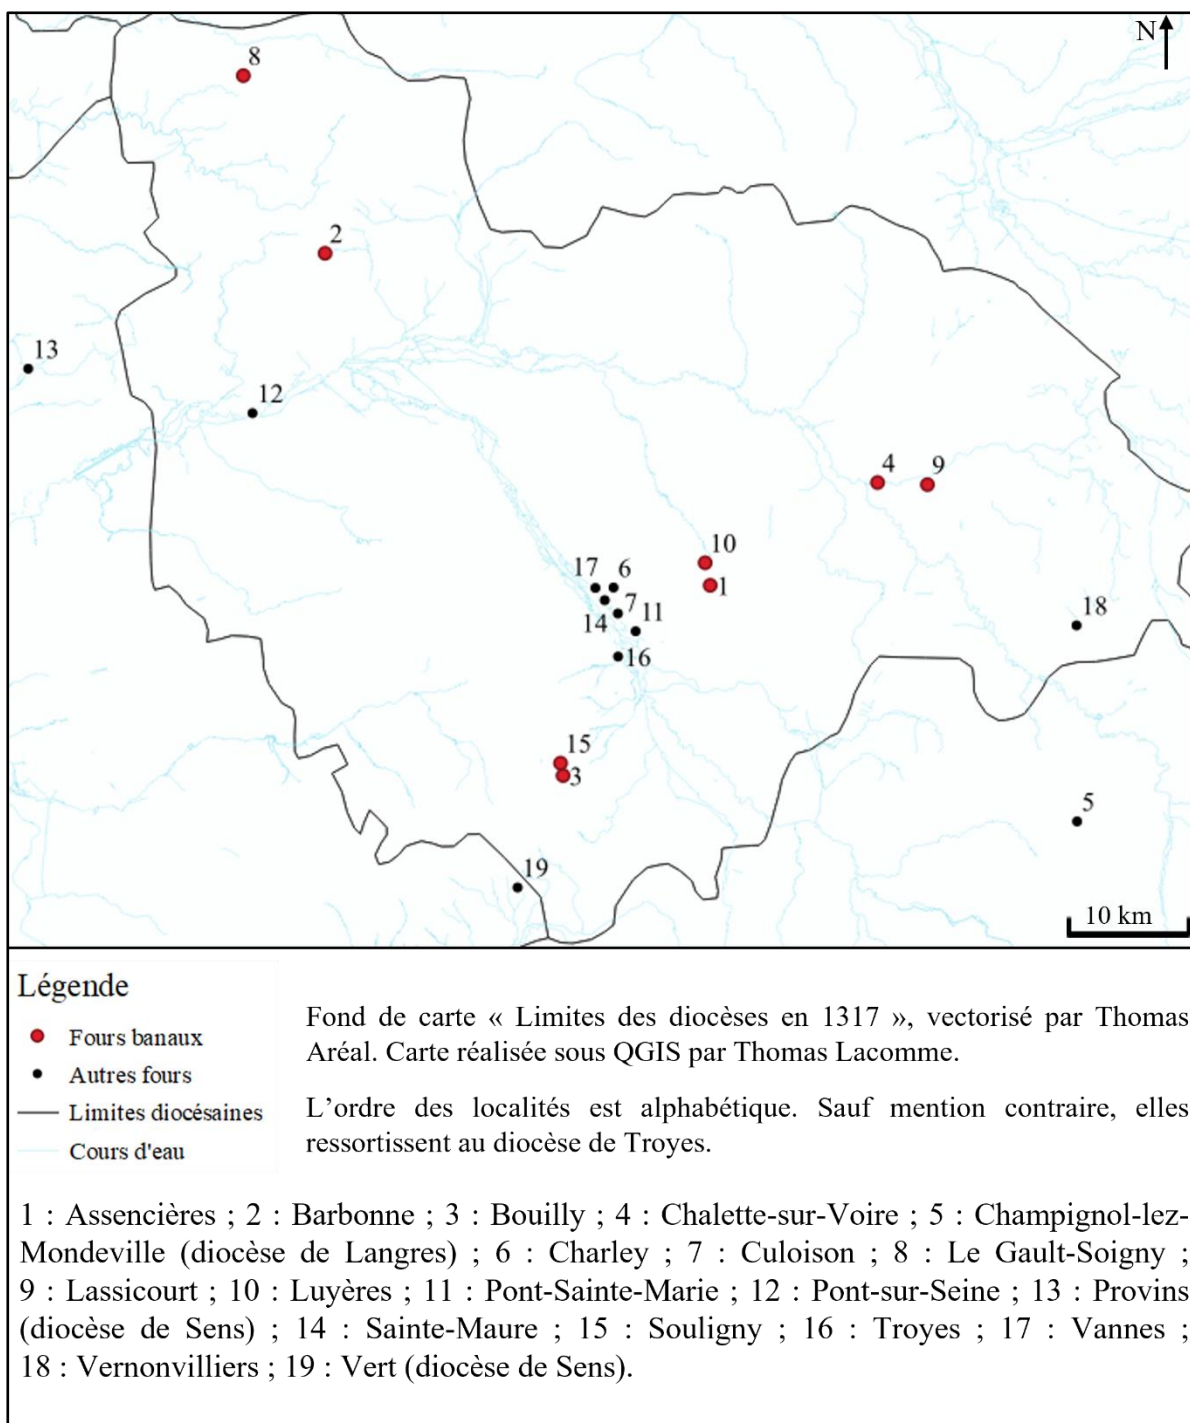 N
8
2
13
12
4
9
10
17
6
1
7
14
11
18
16
15
3
5
19
10 km
Légende
Fours banaux
Autres fours
Limites diocésaines
Cours d'eau
Fond de carte « Limites des diocèses en 1317 », vectorisé par Thomas
Aréal. Carte réalisée sous QGIS par Thomas Lacomme.
L’ordre des localités est alphabétique. Sauf mention contraire, elles
ressortissent au diocèse de Troyes.
1 : Assencières ; 2 : Barbonne ; 3 : Bouilly ; 4 : Chalette-sur-Voire ; 5 : Champignol-lez-
Mondeville (diocèse de Langres) ; 6 : Charley ; 7 : Culoison ; 8 : Le Gault-Soigny ;
9 : Lassicourt ; 10 : Luyères ; 11 : Pont-Sainte-Marie ; 12 : Pont-sur-Seine ; 13 : Provins
(diocèse de Sens) ; 14 : Sainte-Maure ; 15 : Souligny ; 16 : Troyes ; 17 : Vannes ;
18 : Vernonvilliers ; 19 : Vert (diocèse de Sens).